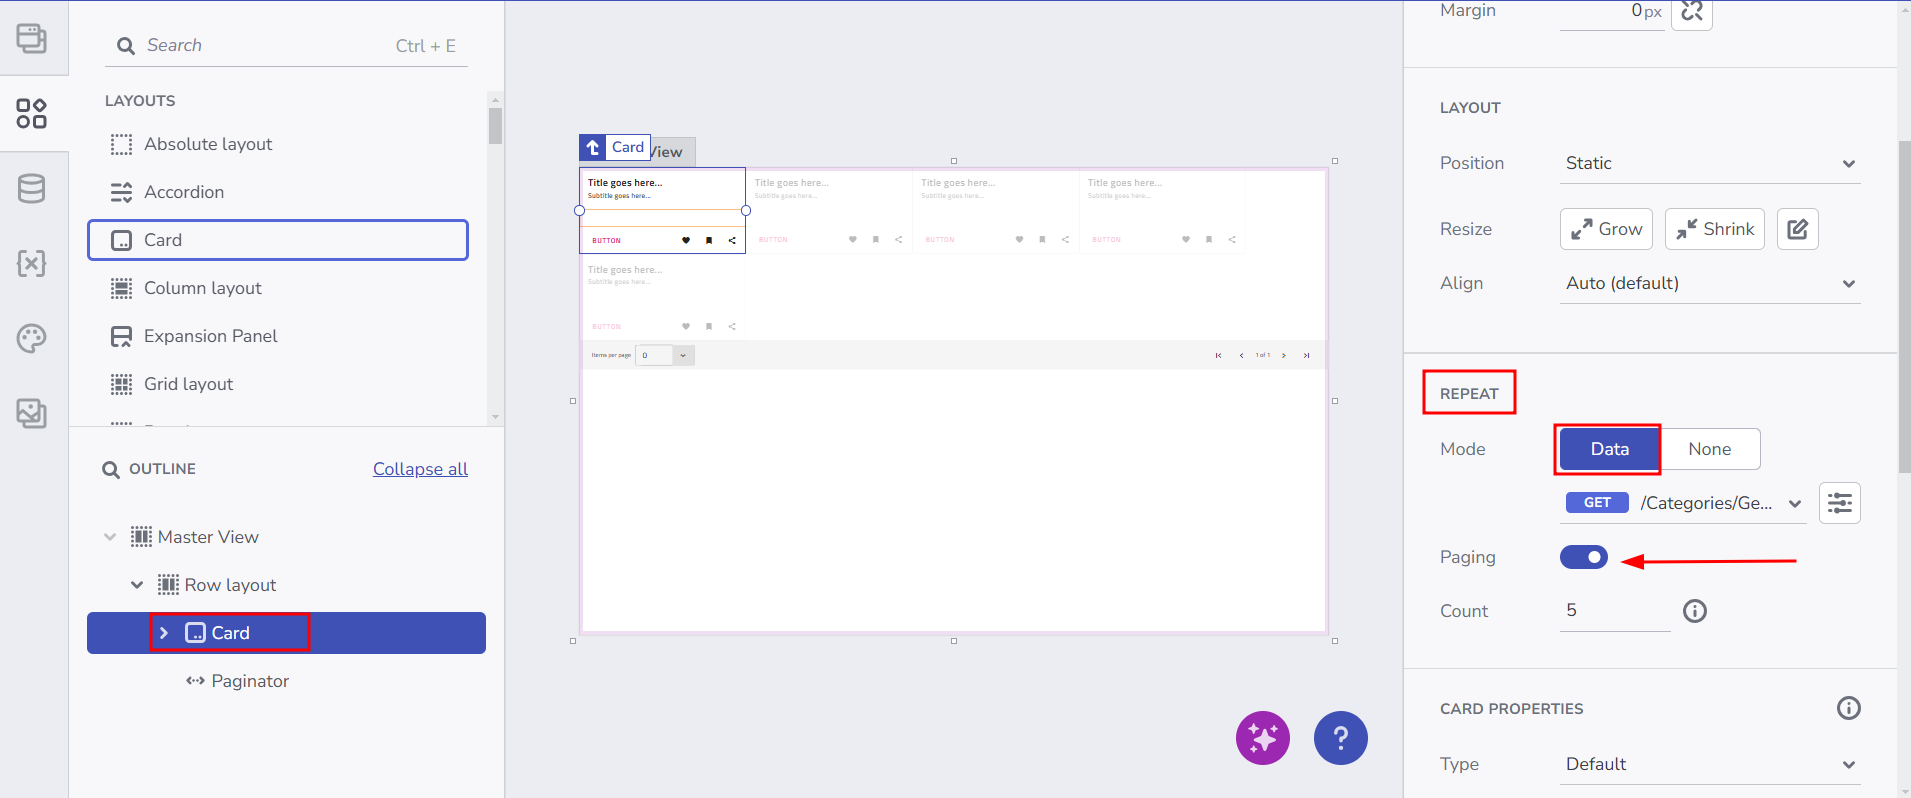 Search
Ctrl + E
LAYOUTS
Absolute layout
Accordion
Card
Column layout
Expansion Panel
Grid layout
OUTLINE
Collapse all
Master View
Row layout
Card
Paginator
Card
View
Title goes here...
Subtitle goes here...
BUTTON
Title goes here...
Subtitle goes here...
BUTTON
Title goes here...
Subtitle goes here...
BUTTON
Title goes here...
Subtitle goes here...
BUTTON
Title goes here...
Subtitle goes here...
BUTTON
Items per page
0
1 of 1
?
Margin
0 px
LAYOUT
Position
Static
Resize
Grow
Shrink
Align
Auto (default)
REPEAT
Mode
Data
None
GET
/Categories/Ge...
Paging
Count
5
CARD PROPERTIES
Type
Default